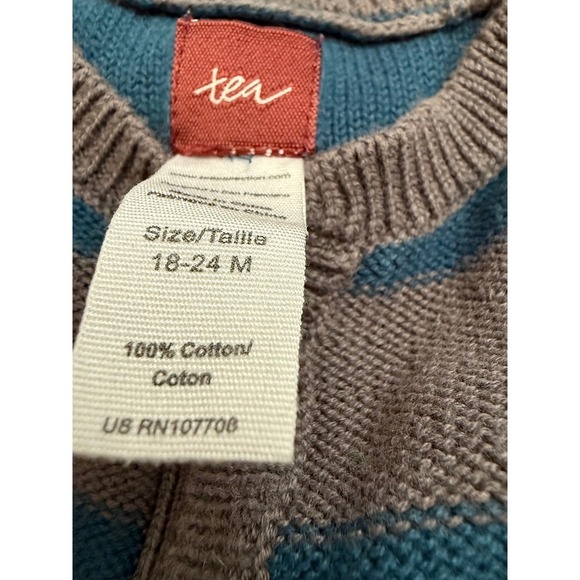 tea
Size/Taille
18-24 M
100% Cotton/
Coton
US RN107708